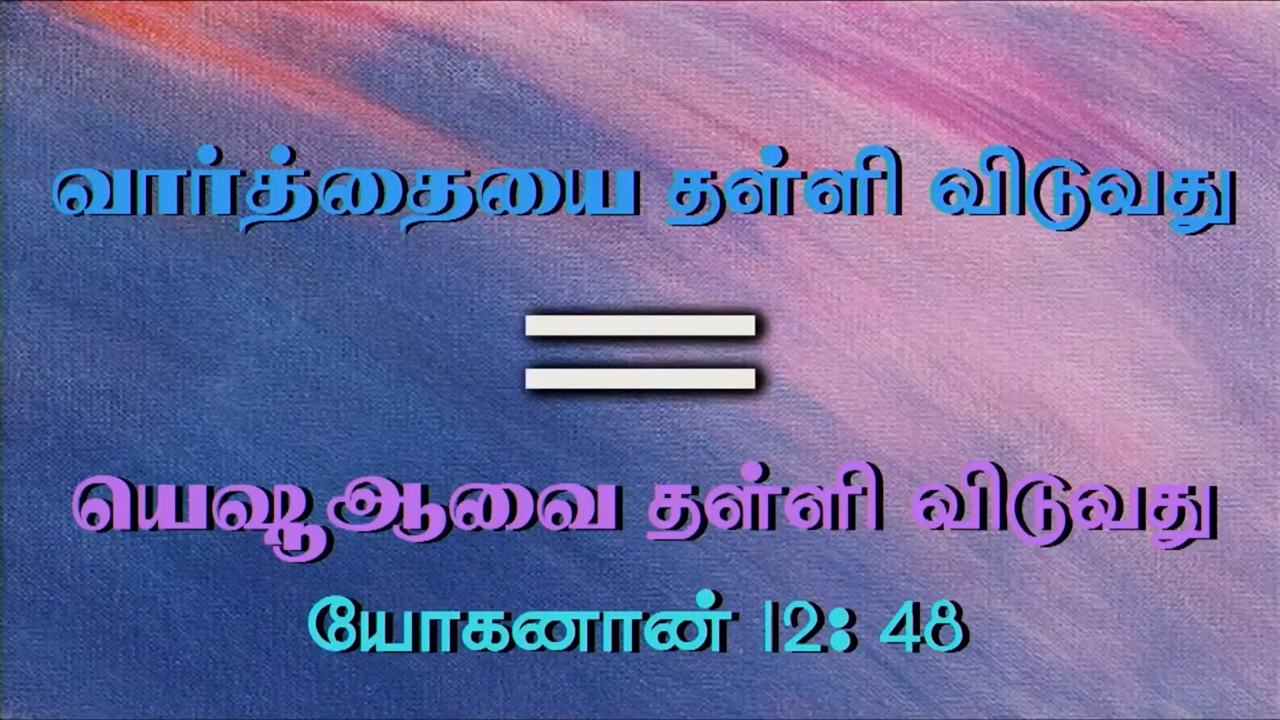 வார்த்தையை தள்ளி விடுவது
=
யெஷூஆவை தள்ளி விடுவது
யோகனான் 12: 48